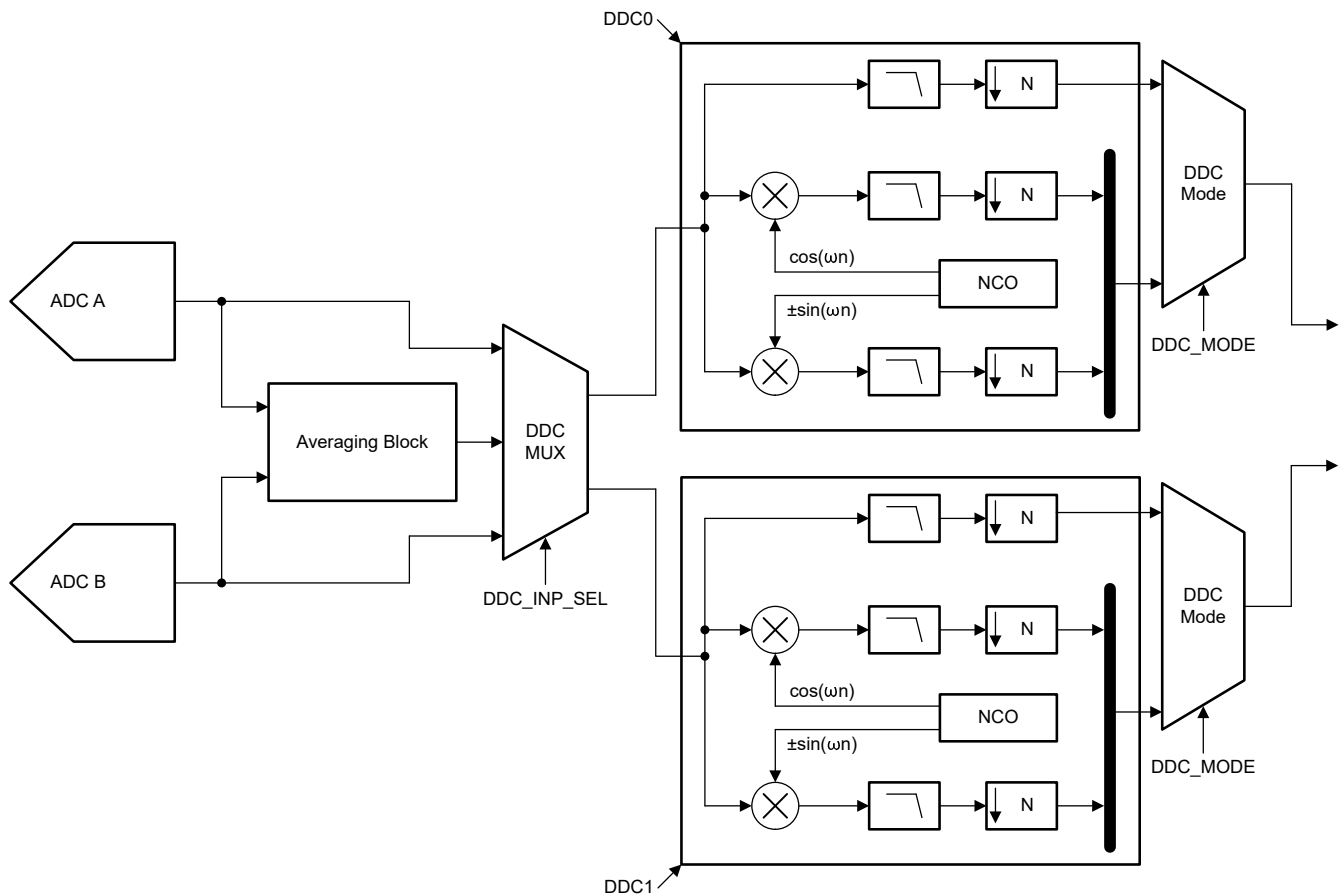 DDC0
N
N
cos(ωn)
NCO
±sin(ωn)
N
DDC
Mode
DDC_MODE
ADC A
Averaging Block
DDC
MUX
ADC B
DDC_INP_SEL
N
N
cos(ωn)
NCO
±sin(ωn)
N
DDC
Mode
DDC_MODE
DDC1